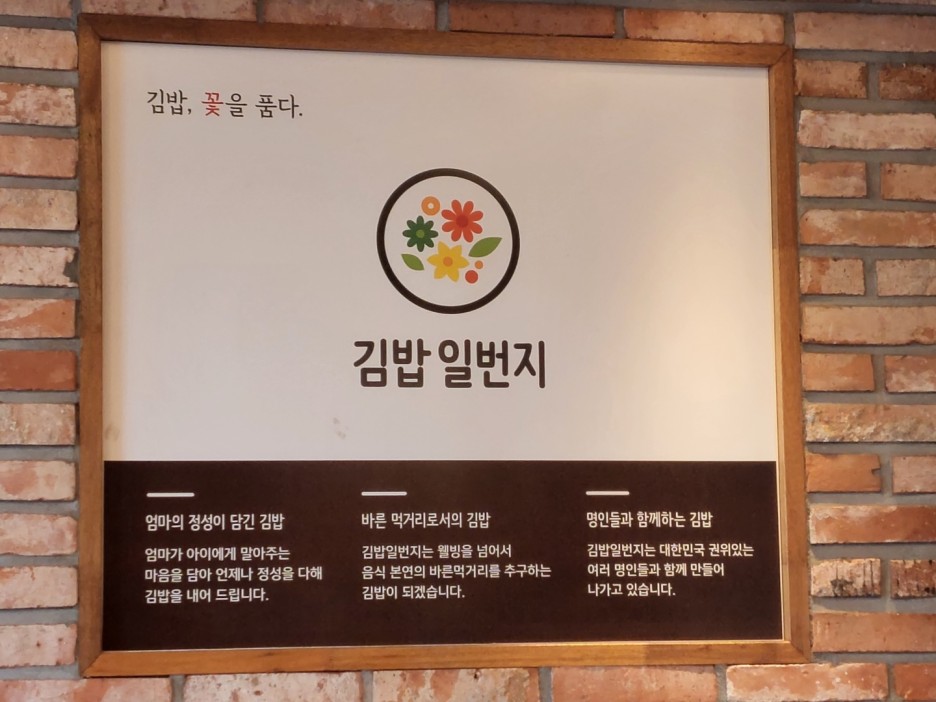 김밥, 꽃을 품다.
김밥 일번지
엄마의 정성이 담긴 김밥
엄마가 아이에게 말아주는
마음을 담아 언제나 정성을 다해
김밥을 내어 드립니다.
바른 먹거리로서의 김밥
김밥일번지는 웰빙을 넘어서
음식 본연의 바른먹거리를 추구하는
김밥이 되겠습니다.
명인들과 함께하는 김밥
김밥일번지는 대한민국 권위있는
여러 명인들과 함께 만들어
나가고 있습니다.